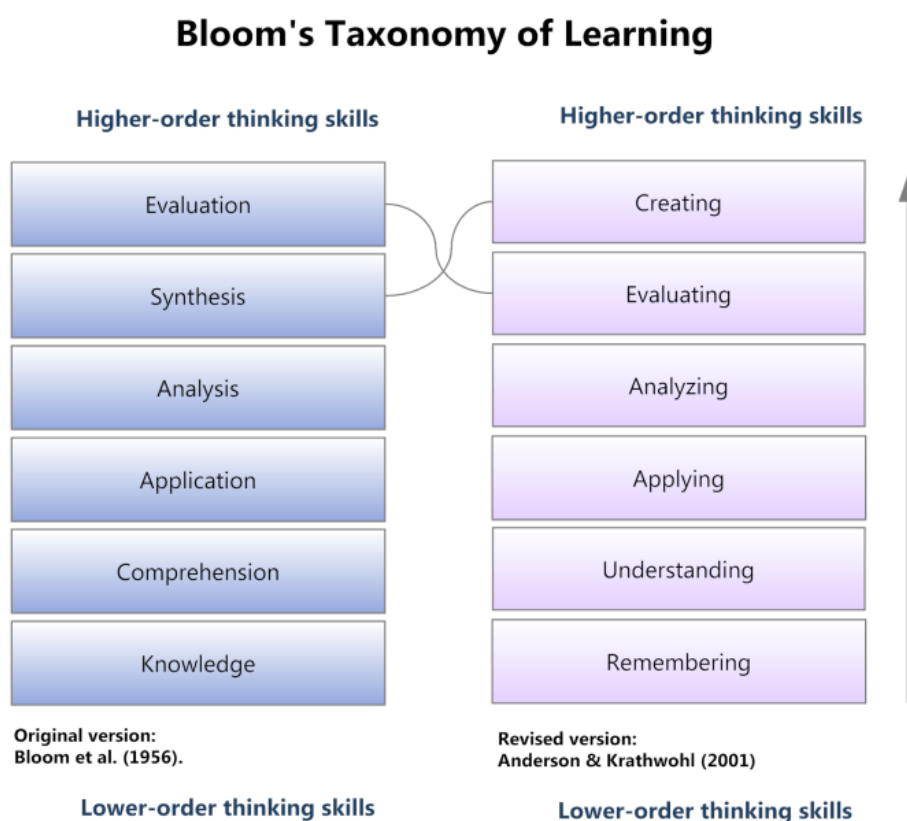 Bloom's Taxonomy of Learning
Higher-order thinking skills
Evaluation
Synthesis
Analysis
Application
Comprehension
Knowledge
Original version:
Bloom et al. (1956).
Lower-order thinking skills
Higher-order thinking skills
Creating
Evaluating
Analyzing
Applying
Understanding
Remembering
Revised version:
Anderson & Krathwohl (2001)
Lower-order thinking skills